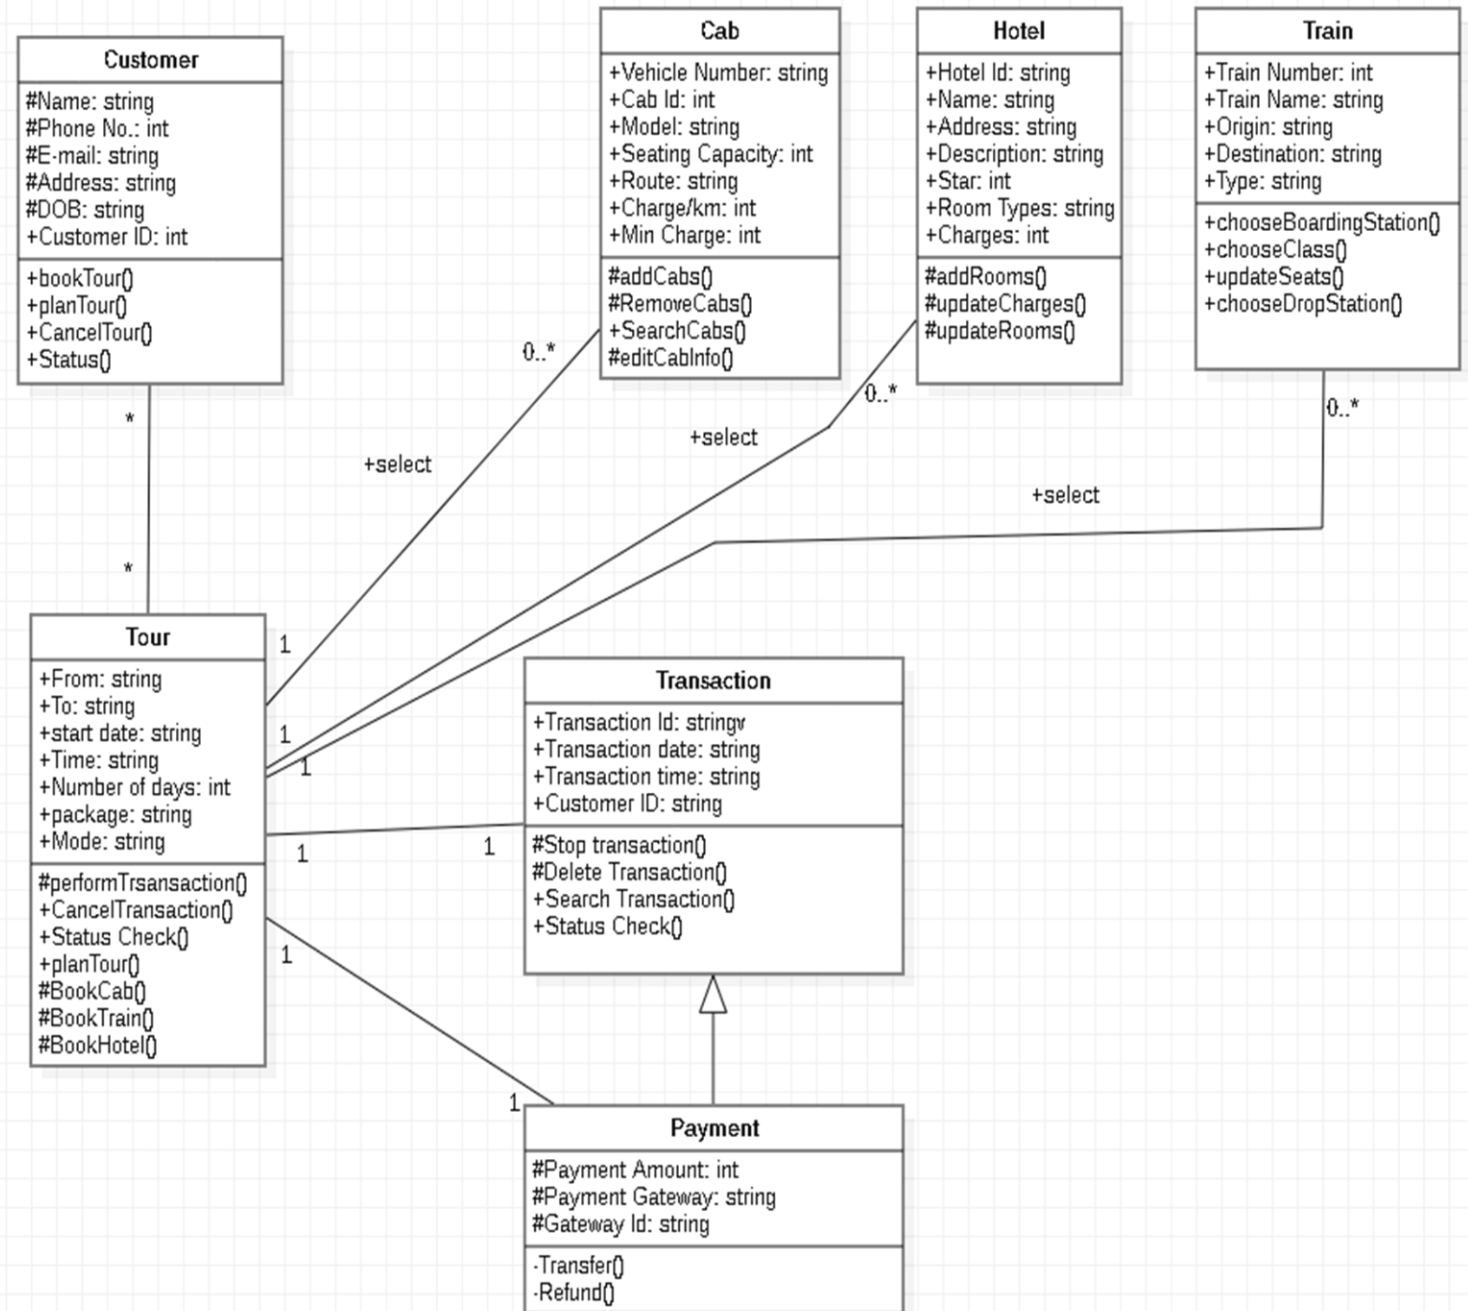 Customer
#Name: string
#Phone No.: int
#E-mail: string
#Address: string
#DOB: string
+Customer ID: int
+bookTour()
+planTour()
+CancelTour()
+Status()
Cab
+Vehicle Number: string
+Cab Id: int
+Model: string
+Seating Capacity: int
+Route: string
+Charge/km: int
+Min Charge: int
#addCabs()
#RemoveCabs()
+SearchCabs()
#editCabInfo()
Hotel
+Hotel Id: string
+Name: string
+Address: string
+Description: string
+Star: int
+Room Types: string
+Charges: int
#addRooms()
#updateCharges()
#updateRooms()
Train
+Train Number: int
+Train Name: string
+Origin: string
+Destination: string
+Type: string
+chooseBoardingStation()
+chooseClass()
+updateSeats()
+chooseDropStation()
*
*
0..*
+select
1
0..*
+select
1
0..*
+select
1
Tour
+From: string
+To: string
+start date: string
+Time: string
+Number of days: int
+package: string
+Mode: string
#performTrsansaction()
+CancelTransaction()
+Status Check()
+planTour()
#BookCab()
#BookTrain()
#BookHotel()
1
1
1
1
Transaction
+Transaction Id: stringv
+Transaction date: string
+Transaction time: string
+Customer ID: string
#Stop transaction()
#Delete Transaction()
+Search Transaction()
+Status Check()
Payment
#Payment Amount: int
#Payment Gateway: string
#Gateway Id: string
-Transfer()
-Refund()